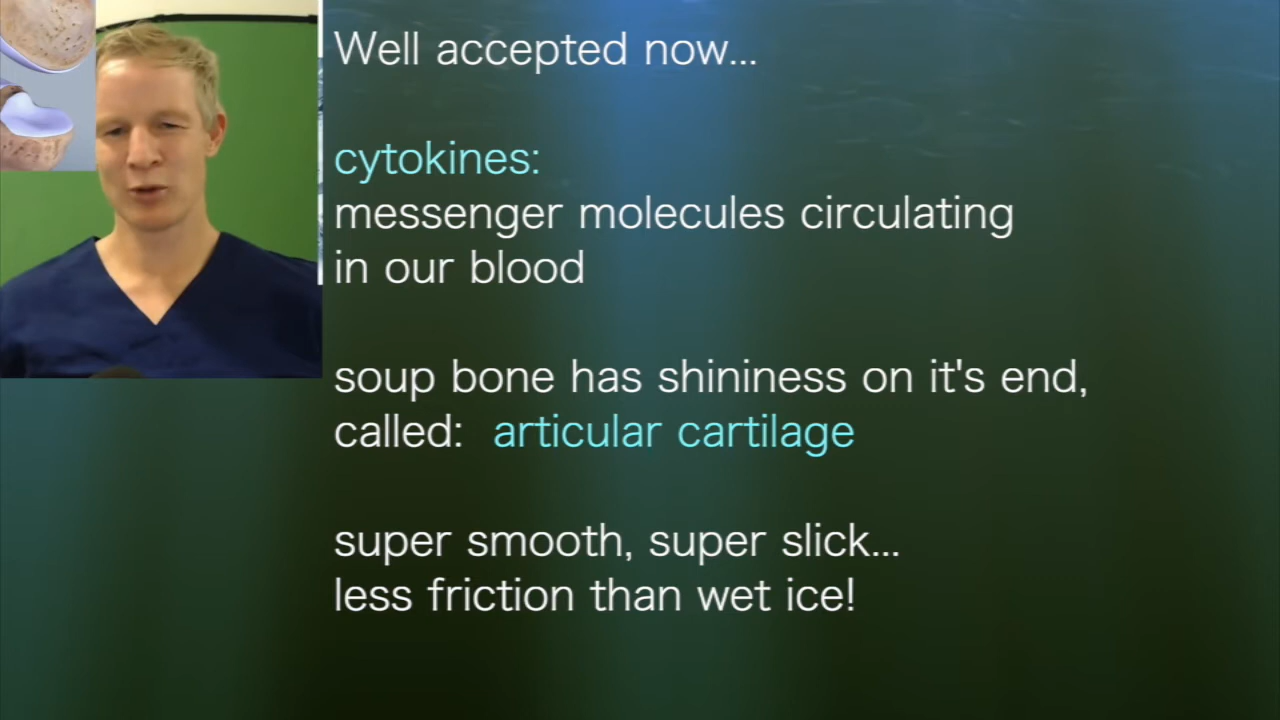 Well accepted now...
cytokines:
messenger molecules circulating
in our blood
soup bone has shininess on it's end,
called: articular cartilage
super smooth, super slick...
less friction than wet ice!